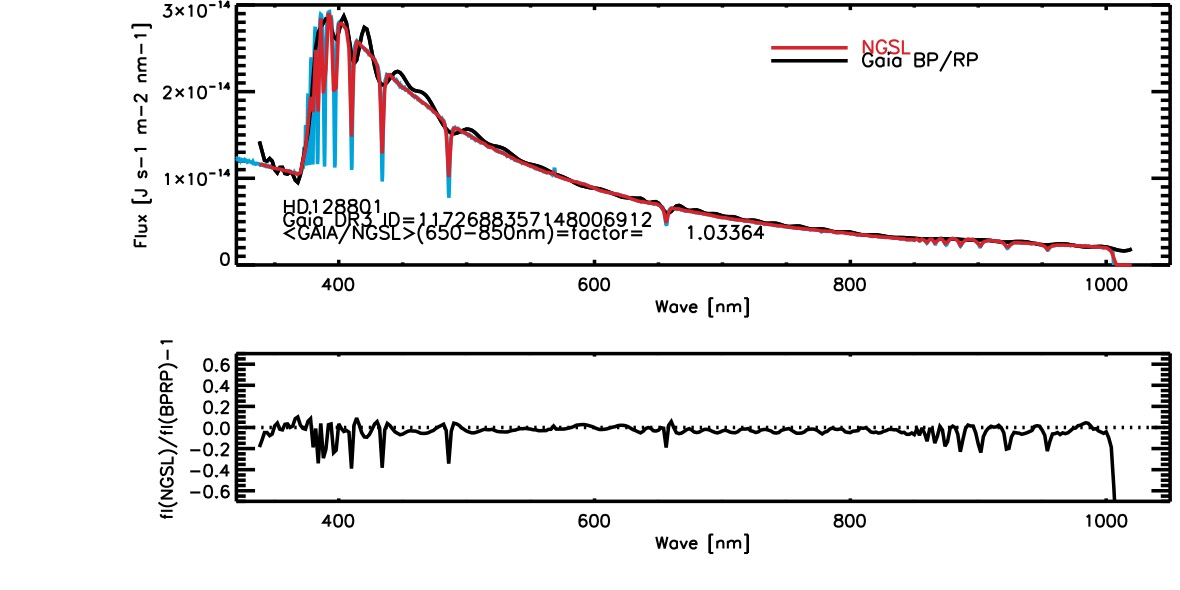 3×10−14
2×10−14
1×10−14
0
Flux [J s−1 m−2 nm−1]
NGSL
Gaia BP/RP
HD128801
Gaia DR3 ID=1172688357148006912
<GAIA/NGSL>(650−850nm)=factor= 1.03364
400 600 800 1000
Wave [nm]
fl(NGSL)/fl(BPRP)−1
0.6
0.4
0.2
0.0
−0.2
−0.4
−0.6
400 600 800 1000
Wave [nm]